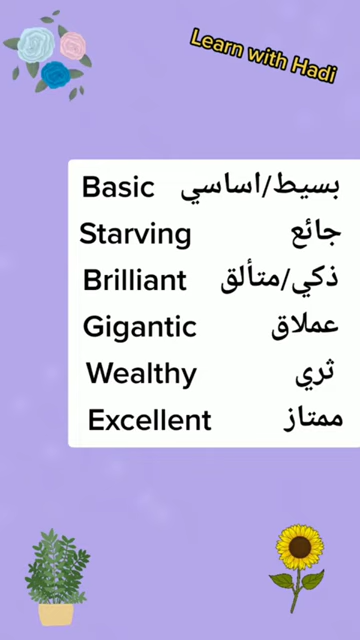 Learn with Hadi
Basic بسيط/اساسي
Starving جائع
Brilliant ذكي/متألق
Gigantic عملاق
Wealthy ثري
Excellent ممتاز